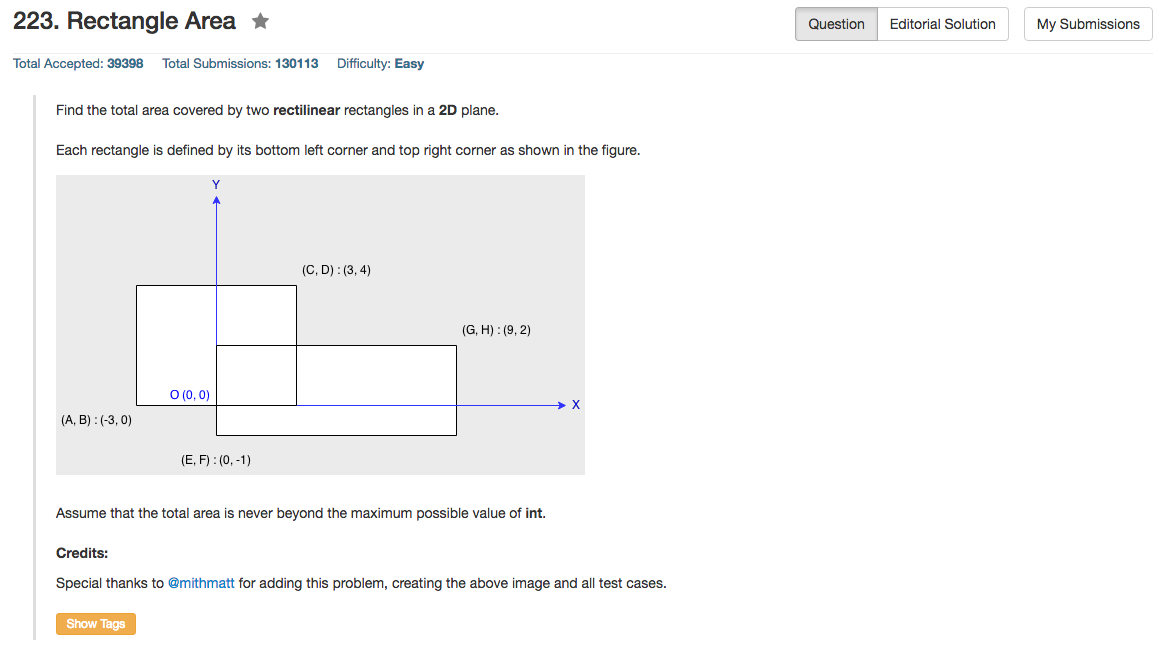 223. Rectangle Area
Question
Editorial Solution
My Submissions
Total Accepted: 39398 Total Submissions: 130113 Difficulty: Easy
Find the total area covered by two rectilinear rectangles in a 2D plane.
Each rectangle is defined by its bottom left corner and top right corner as shown in the figure.
Y
(C, D) : (3, 4)
(G, H) : (9, 2)
O (0, 0)
X
(A, B) : (-3, 0)
(E, F) : (0, -1)
Assume that the total area is never beyond the maximum possible value of int.
Credits:
Special thanks to @mithmatt for adding this problem, creating the above image and all test cases.
Show Tags